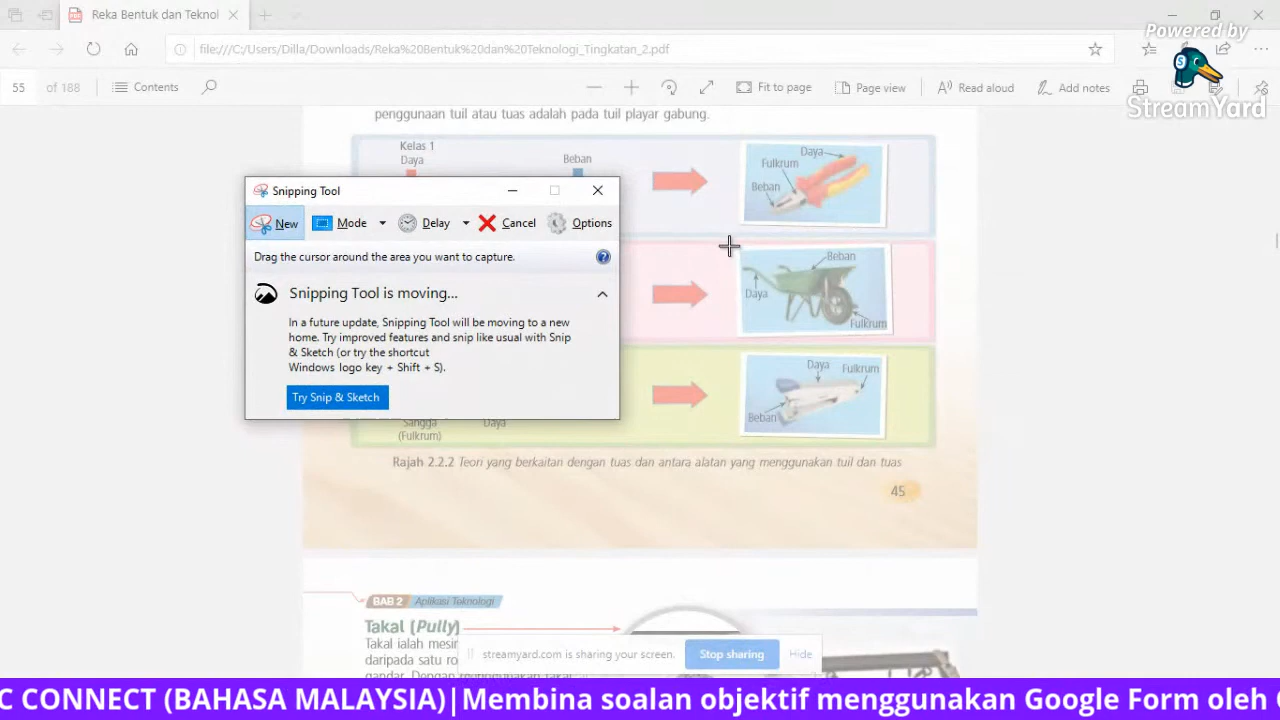 Reka Bentuk dan Teknol
file:///C:/Users/Dilla/Downloads/Reka%20Bentuk%20dan%20Teknologi_Tingkatan_2.pdf
Powered by
StreamYard
55 of 188 Contents Fit to page Page view Read aloud Add notes
penggunaan tuil atau tuas adalah pada tuil playar gabung.
Kelas 1
Daya
Beban
Daya
Fulkrum
Beban
Snipping Tool
New Mode Delay Cancel Options
Drag the cursor around the area you want to capture.
Snipping Tool is moving...
In a future update, Snipping Tool will be moving to a new
home. Try improved features and snip like usual with Snip
& Sketch (or try the shortcut
Windows logo key + Shift + S).
Try Snip & Sketch
Beban
Daya
Fulkrum
Daya
Fulkrum
Beban
Sangga
(Fulkrum)
Daya
Rajah 2.2.2 Teori yang berkaitan dengan tuas dan antara alatan yang menggunakan tuil dan tuas
45
BAB 2 Aplikasi Teknologi
Takal (Pully)
Takal ialah mesin
daripada satu ro
streamyard.com is sharing your screen. Stop sharing Hide
C CONNECT (BAHASA MALAYSIA)|Membina soalan objektif menggunakan Google Form oleh